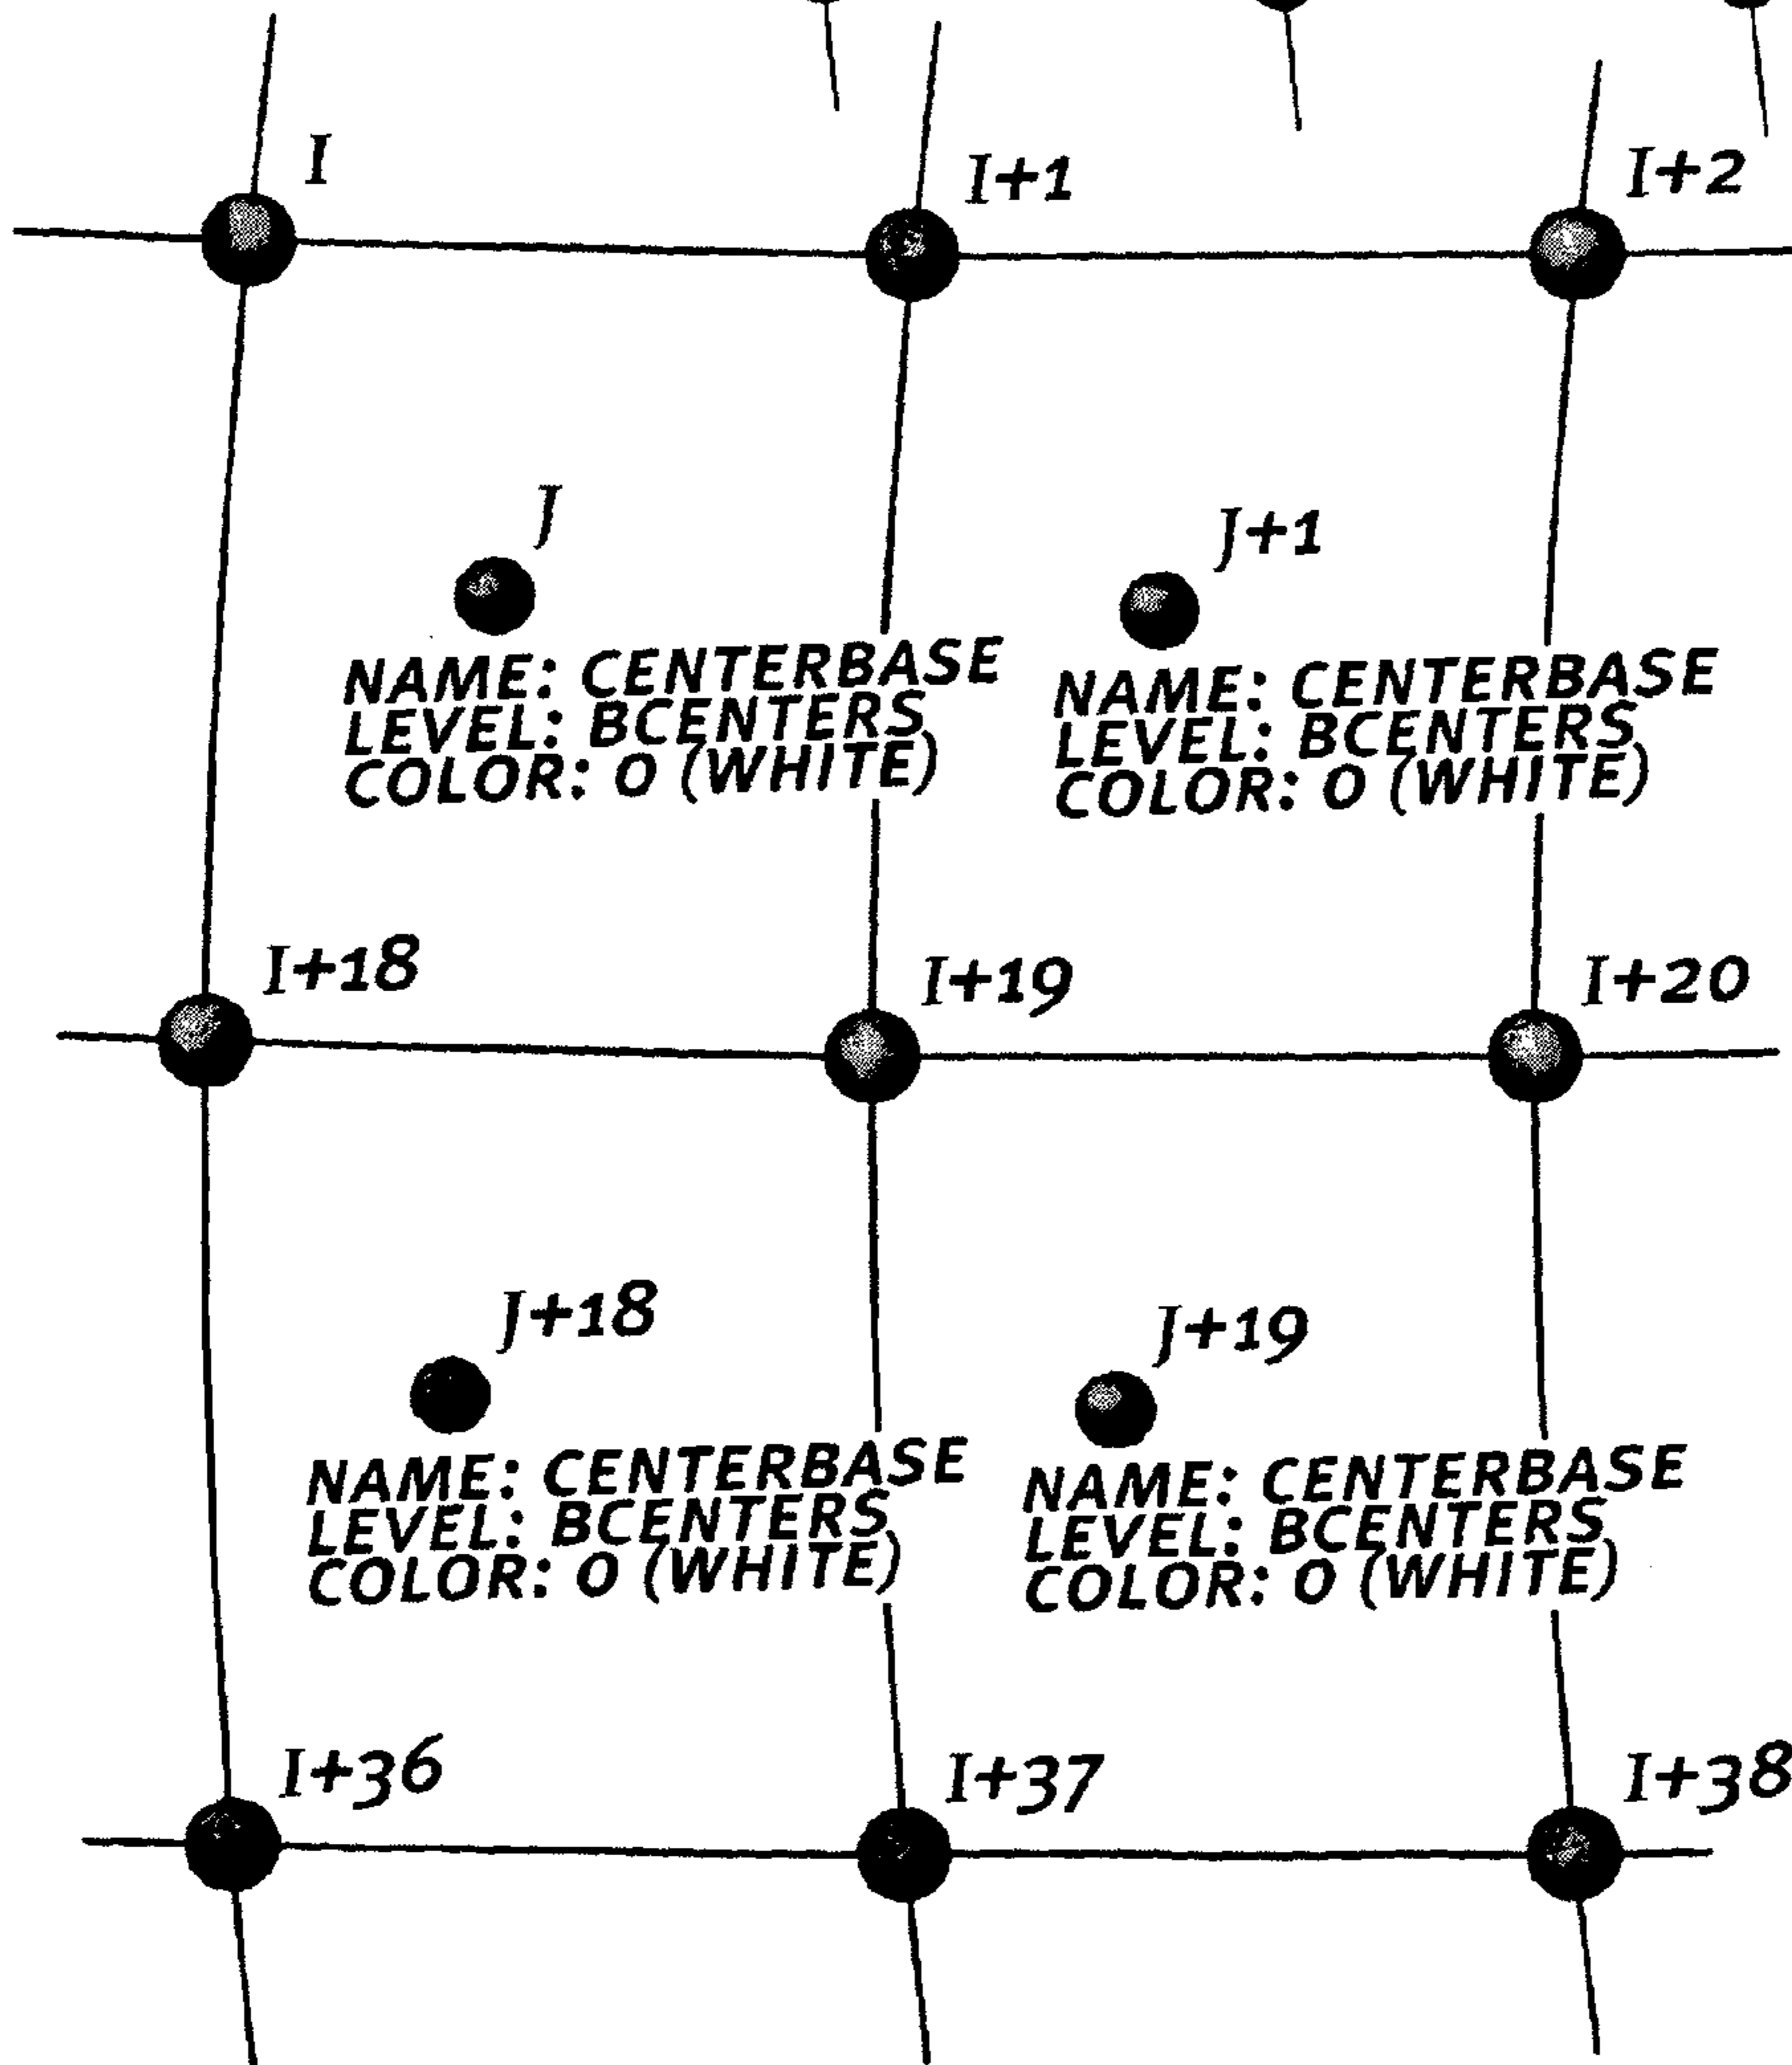 I
I+1
I+2
J
J+1
NAME: CENTERBASE
LEVEL: BCENTERS
COLOR: 0 (WHITE)
NAME: CENTERBASE
LEVEL: BCENTERS
COLOR: 0 (WHITE)
I+18
I+19
I+20
J+18
J+19
NAME: CENTERBASE
LEVEL: BCENTERS
COLOR: 0 (WHITE)
NAME: CENTERBASE
LEVEL: BCENTERS
COLOR: 0 (WHITE)
I+36
I+37
I+38